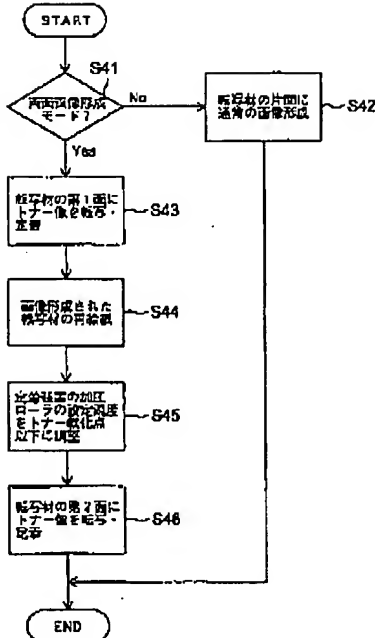 START
S41
両面画像形成
モード?
No
Yes
転写材の片面に
通常の画像形成
S42
転写材の第1面に
トナー像を転写・
定着
S43
画像形成された
転写材の再給紙
S44
定着装置の加圧
ローラの設定温度
をトナー軟化点
以下に調整
S45
転写材の第2面に
トナー像を転写・
定着
S46
END